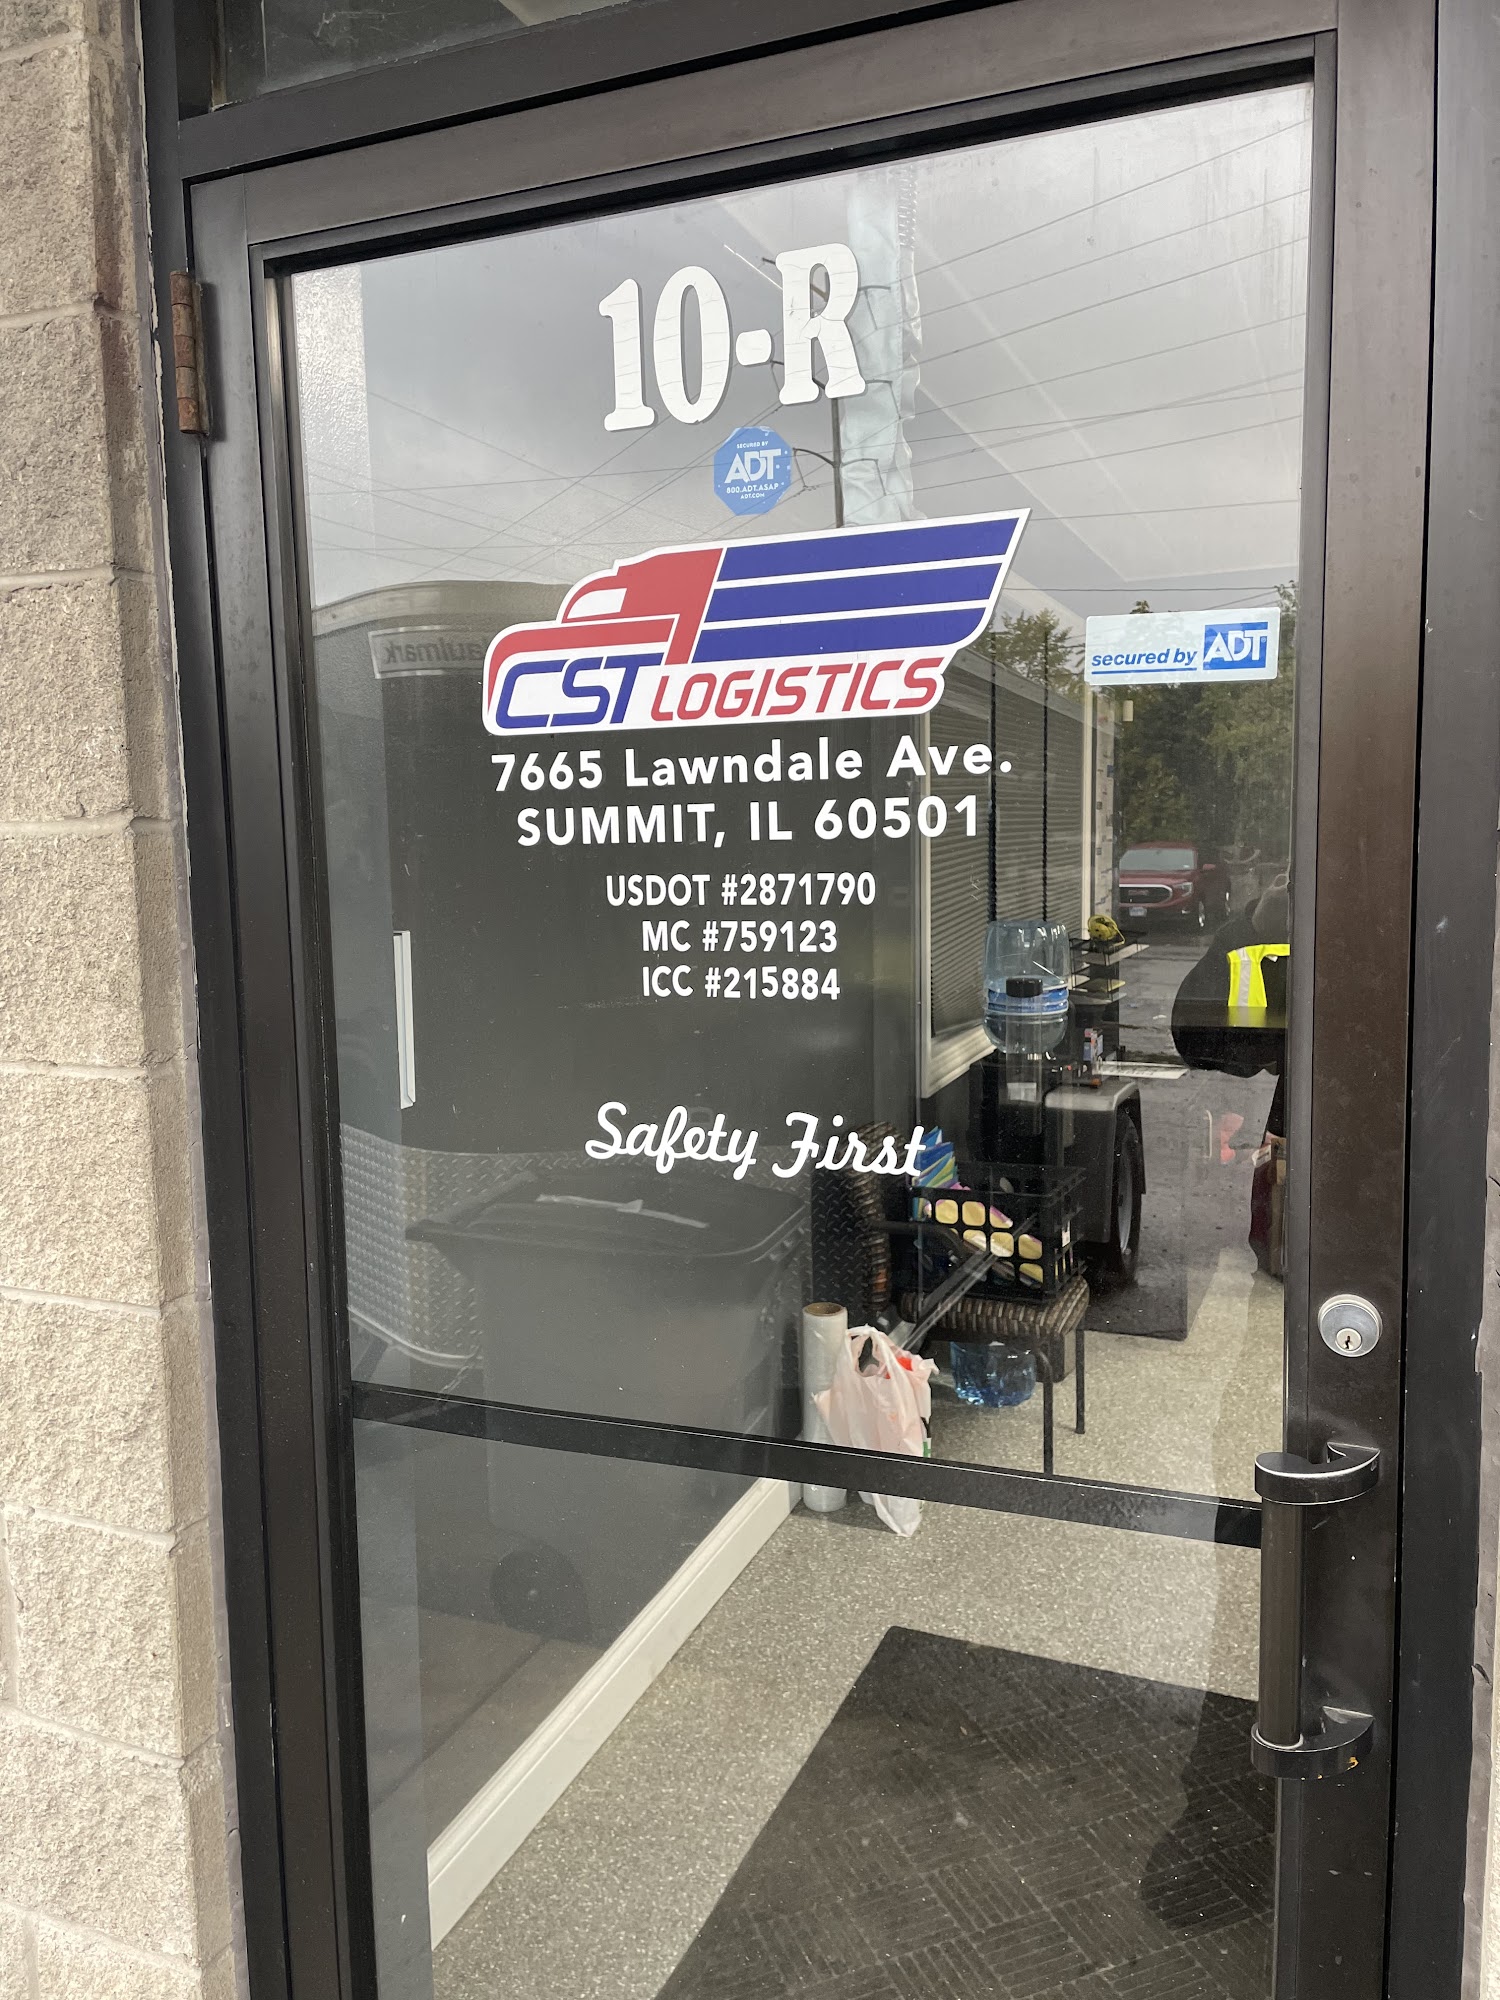 10-R
SECURED BY
ADT
800.ADT.ASAP
ADT.COM
CST LOGISTICS
secured by ADT
7665 Lawndale Ave.
SUMMIT, IL 60501
USDOT #2871790
MC #759123
ICC #215884
Safety First